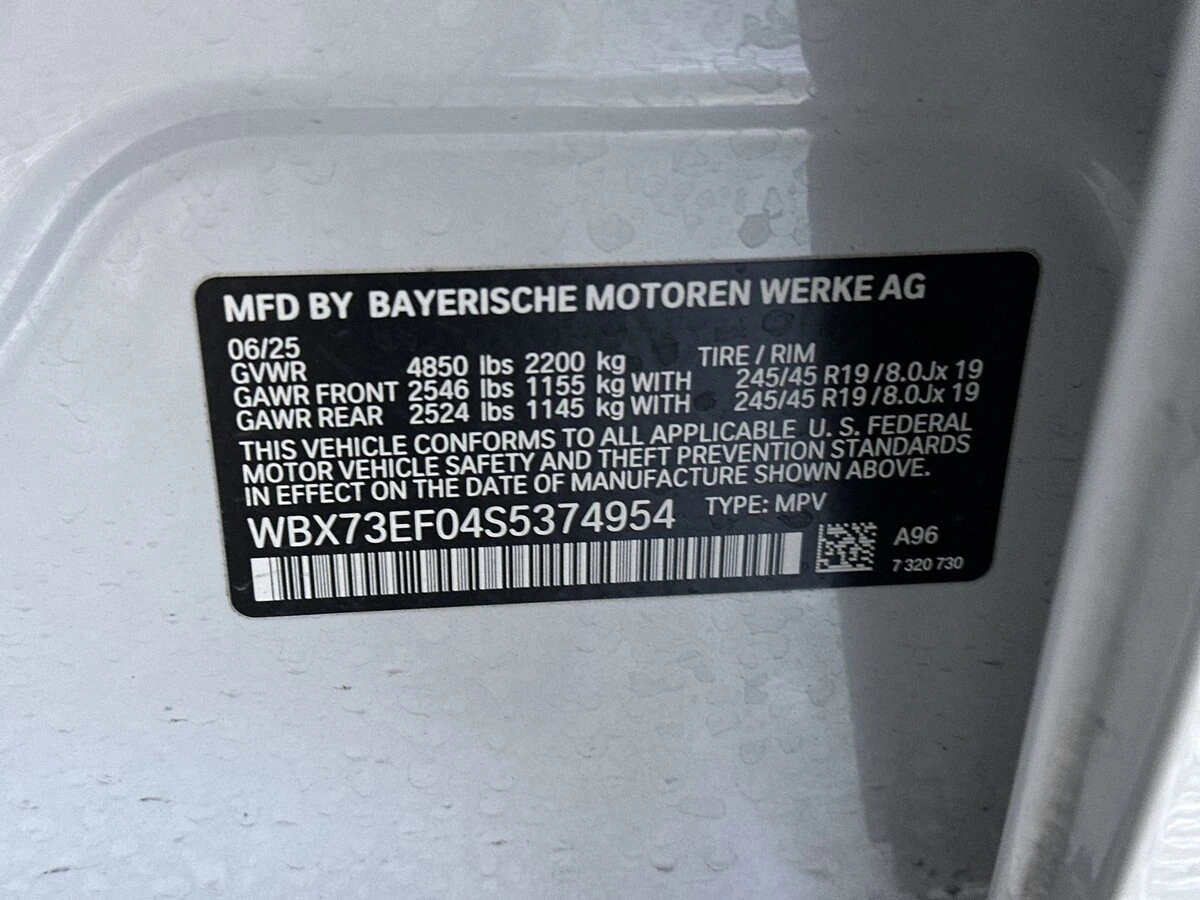 MFD BY BAYERISCHE MOTOREN WERKE AG
06/25
GVWR 4850 lbs 2200 kg TIRE / RIM
GAWR FRONT 2546 lbs 1155 kg WITH 245/45 R19 / 8.0Jx 19
GAWR REAR 2524 lbs 1145 kg WITH 245/45 R19 / 8.0Jx 19
THIS VEHICLE CONFORMS TO ALL APPLICABLE U. S. FEDERAL
MOTOR VEHICLE SAFETY AND THEFT PREVENTION STANDARDS
IN EFFECT ON THE DATE OF MANUFACTURE SHOWN ABOVE.
WBX73EF04S5374954 TYPE: MPV
A96
7 320 730